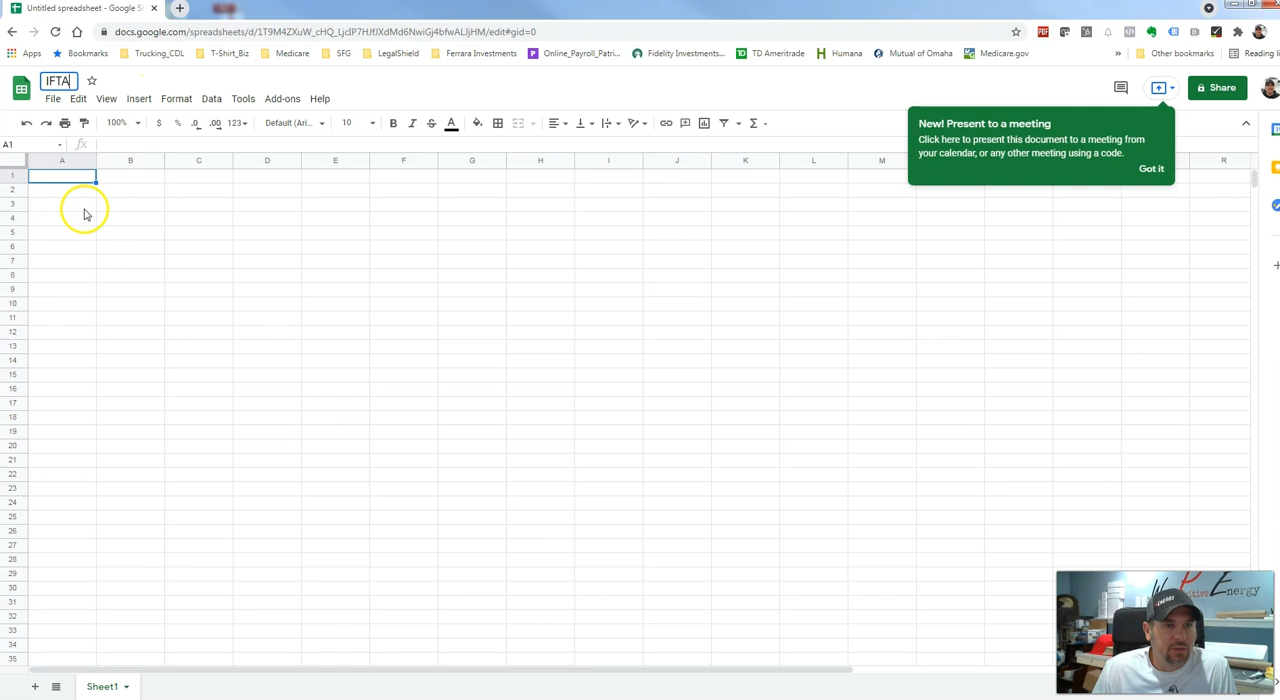 Untitled spreadsheet - Google S
docs.google.com/spreadsheets/d/1T9M4ZXuW_cHQ_LjcIP7HJfJXdMd6NwiGj4bfwALJjHM/edit#gid=0
Apps Bookmarks Trucking_CDL T-Shirt_Biz Medicare SFG LegalShield Ferrara Investments Online_Payroll_Patri... Fidelity Investments... TD Ameritrade Humana Mutual of Omaha Medicare.gov » Other bookmarks Reading li
IFTA
Share
File Edit View Insert Format Data Tools Add-ons Help
New! Present to a meeting
Click here to present this document to a meeting from
your calendar, or any other meeting using a code.
Got it
100% $ % .0 .00 123 Default (Ari... 10 B I S A Σ
A1 fx
A B C D E F G H I J K L M R
1
2
3
4
5
6
7
8
9
10
11
12
13
14
15
16
17
18
19
20
21
22
23
24
25
26
27
28
29
30
31
32
33
34
35
Energy
ENERGY
Sheet1